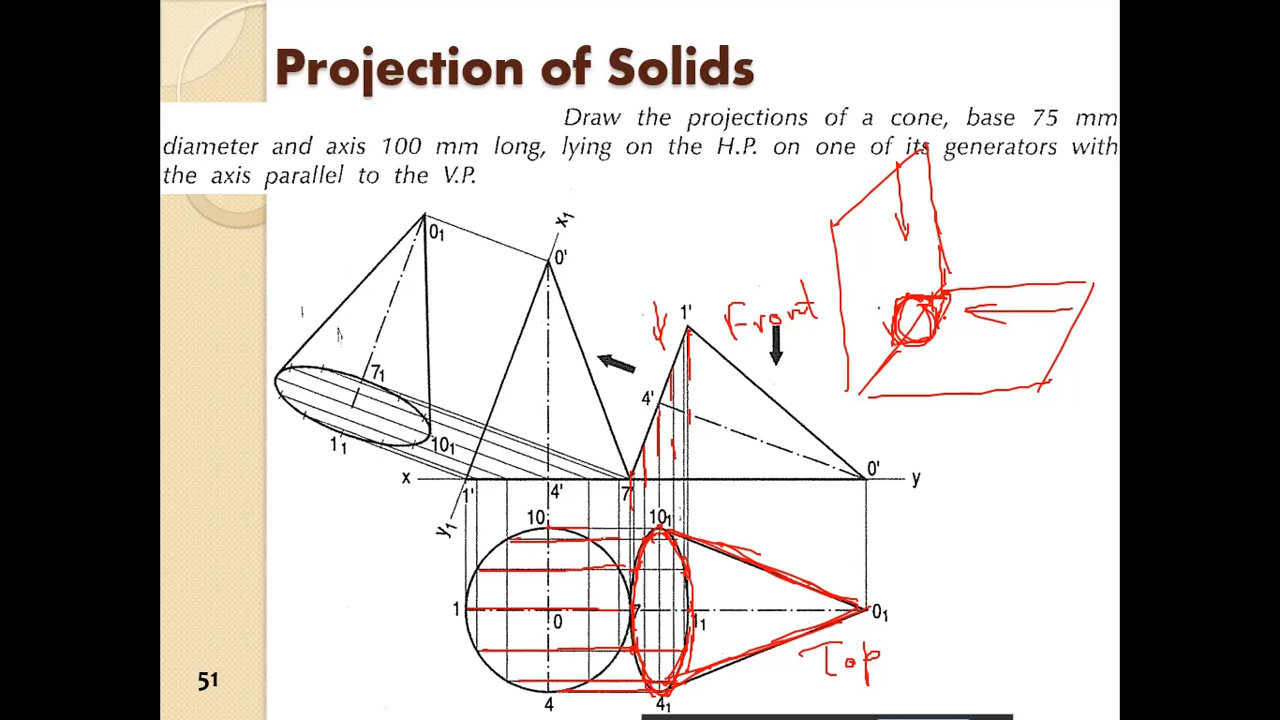 Projection of Solids
Draw the projections of a cone, base 75 mm
diameter and axis 100 mm long, lying on the H.P. on one of its generators with
the axis parallel to the V.P.
O₁
x₁
O'
1'
Front
4'
7₁
1₁
10₁
x
1'
4'
7'
O'
y
y₁
10
10₁
1
O
7
1₁
O₁
Top
4
4₁
51